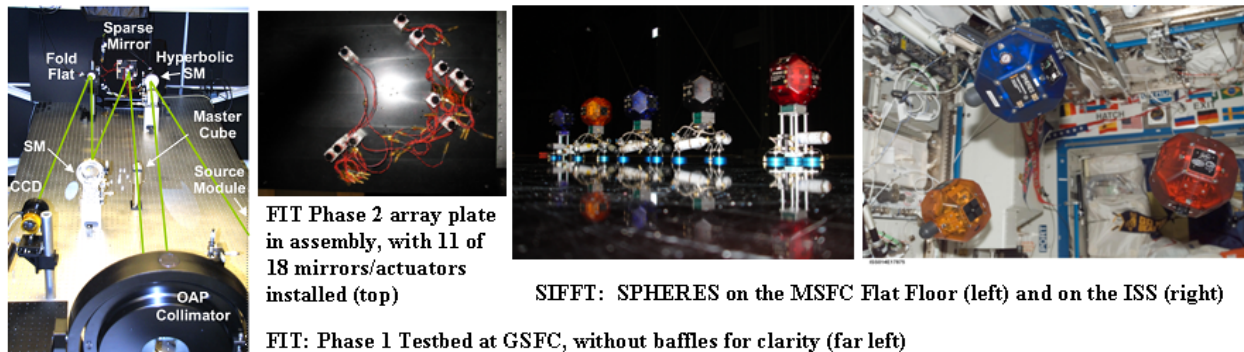 Sparse
Mirror
Hyperbolic
SM
Fold
Flat
Master
Cube
SM
Source
Module
CCD
OAP
Collimator
FIT Phase 2 array plate
in assembly, with 11 of
18 mirrors/actuators
installed (top)
HATCH
PORT
SIFFT: SPHERES on the MSFC Flat Floor (left) and on the ISS (right)
FIT: Phase 1 Testbed at GSFC, without baffles for clarity (far left)